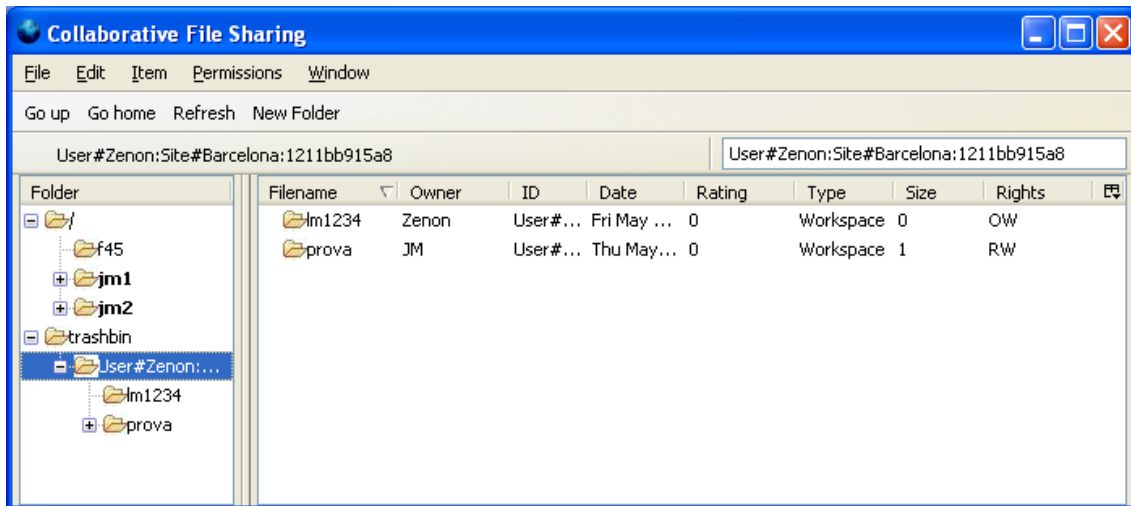 Collaborative File Sharing
File Edit Item Permissions Window
Go up Go home Refresh New Folder
User#Zenon:Site#Barcelona:1211bb915a8 User#Zenon:Site#Barcelona:1211bb915a8
Folder
/
f45
jm1
jm2
trashbin
User#Zenon:...
lm1234
prova
Filename Owner ID Date Rating Type Size Rights
lm1234 Zenon User#... Fri May ... 0 Workspace 0 OW
prova JM User#... Thu May... 0 Workspace 1 RW